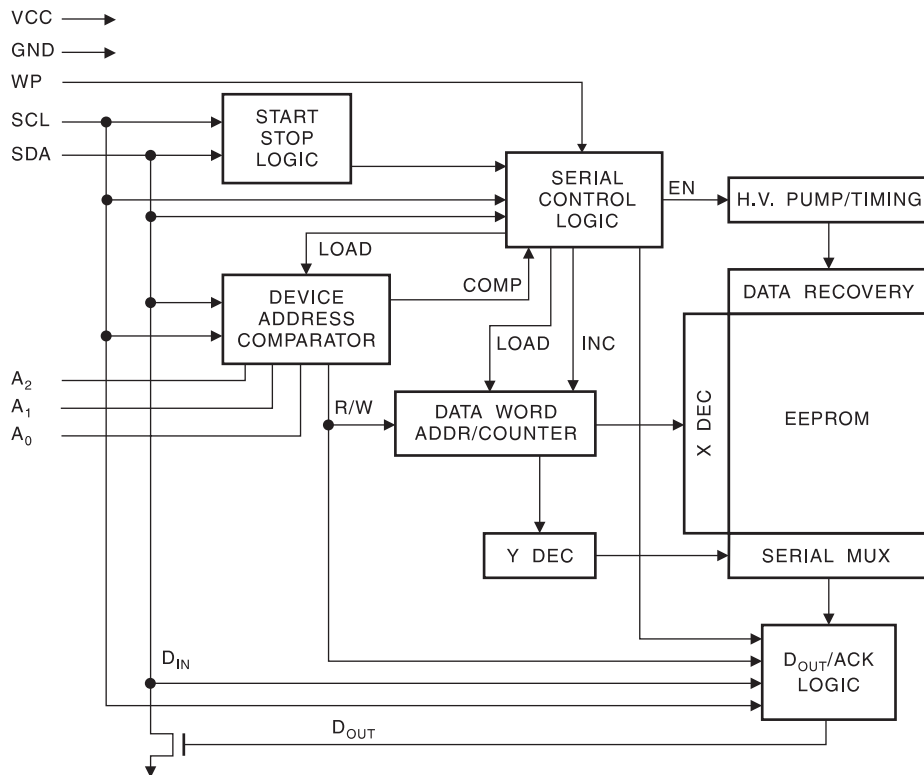 VCC
GND
WP
SCL
SDA
START
STOP
LOGIC
SERIAL
CONTROL
LOGIC
EN
H.V. PUMP/TIMING
LOAD
COMP
DEVICE
ADDRESS
COMPARATOR
DATA RECOVERY
LOAD
INC
A2
A1
A0
R/W
DATA WORD
ADDR/COUNTER
X DEC
EEPROM
Y DEC
SERIAL MUX
DIN
DOUT/ACK
LOGIC
DOUT